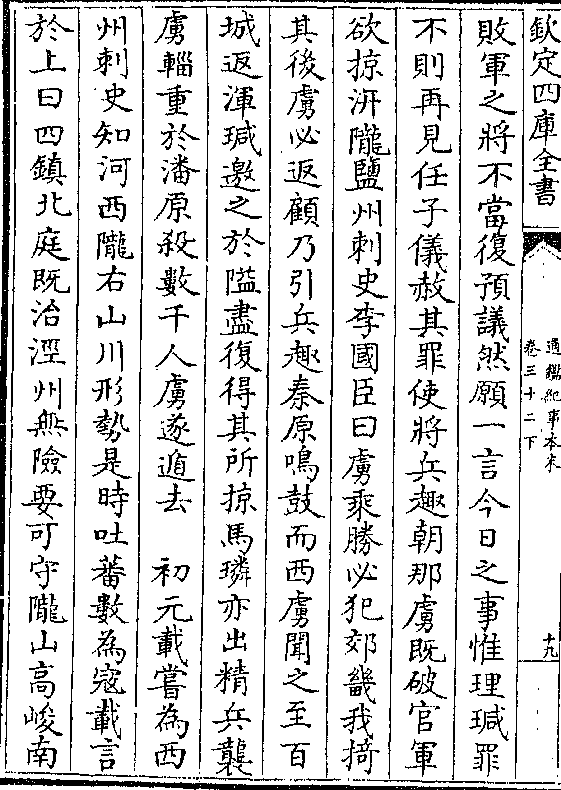 欽定四庫全書
通鑑紀事本末
卷三十二下
十九
敗軍之將不當復預議然願一言今日之事惟理瑊罪
不則再見任子儀赦其罪使將兵趣朝那虜既破官軍
欲掠汧隴鹽州刺史李國臣曰虜乘勝必犯郊畿我掎
其後虜必返顧乃引兵趣秦原鳴鼓而西虜聞之至百
城返渾瑊邀之於隘盡復得其所掠馬璘亦出精兵襲
虜輜重於潘原殺數千人虜遂遁去　初元載嘗為西
州刺史知河西隴右山川形勢是時吐蕃數為寇載言
於上曰四鎮北庭既治涇州無險要可守隴山高峻南